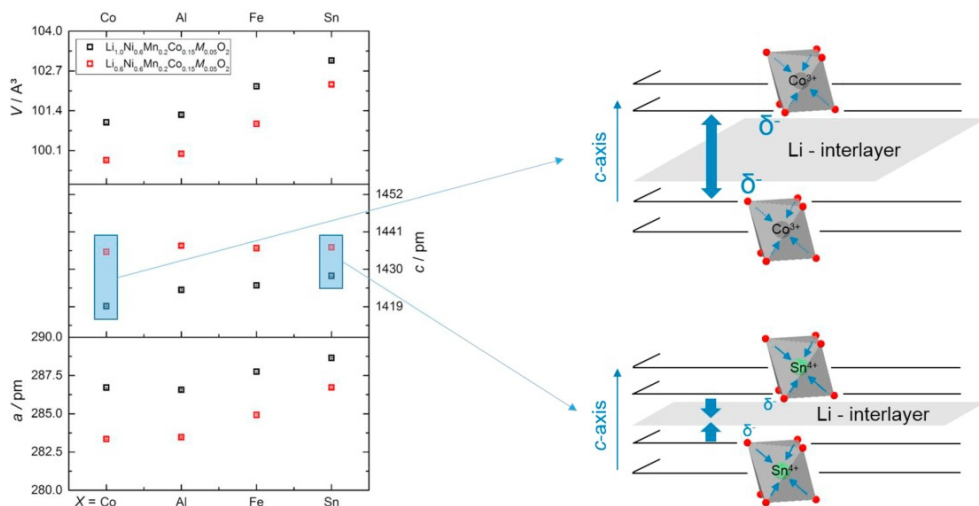 Co Al Fe Sn
104.0
102.7
101.4
100.1
V / Å³
Li₁.₀Ni₀.₆Mn₀.₂Co₀.₁₅M₀.₀₅O₂
Li₀.₆Ni₀.₆Mn₀.₂Co₀.₁₅M₀.₀₅O₂
1452
1441
1430
1419
c / pm
290.0
287.5
285.0
282.5
280.0
a / pm
X = Co Al Fe Sn
Co³⁺
δ⁻
Li - interlayer
c-axis
δ⁻
Co³⁺
Sn⁴⁺
δ⁻
Li - interlayer
c-axis
δ⁻
Sn⁴⁺